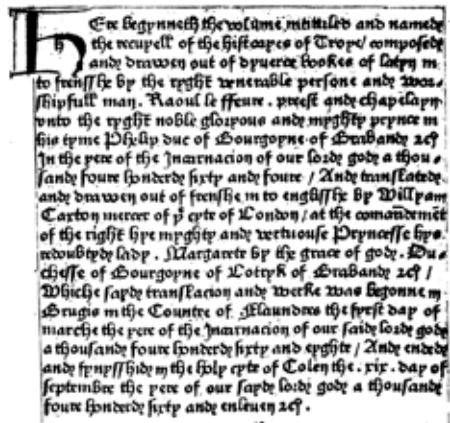 HEre begynneth the volume intituled and named
the recuyell of the historyes of Troye/ composed
and drawen out of dyuerce bookes of latyn in
to frensshe by the ryght venerable persone and wor-
shipfull man. Raoul le ffeure. preest and chapelayn
vnto the ryght noble gloryous and myghty prynce in
his tyme Phelip duc of Bourgoyne of Braband &c̄
In the yere of the Incarnacion of our lord god a thou-
sand foure honderd sixty and foure / And translated
and drawen out of frenshe in to englisshe by Willyam
Caxton mercer of yͤ cyte of London / at the comaūdemēt
of the right hye myghty and vertuouse Pryncesse hys
redoubtyd lady. Margarete by the grace of god. Du-
chesse of Bourgoyne of Lotryk of Braband &c̄ /
Whiche sayd translacion and werke was begonne in
Brugis in the Countre of Flaundres the fyrst day of
marche the yere of the Incarnacion of our said lord god
a thousand foure honderd sixty and eyghte / And ended
and fynysshid in the holy cyte of Colen the . xix . day of
septembre the yere of our sayd lord god a thousand
foure honderd sixty and enleuen &c̄ .